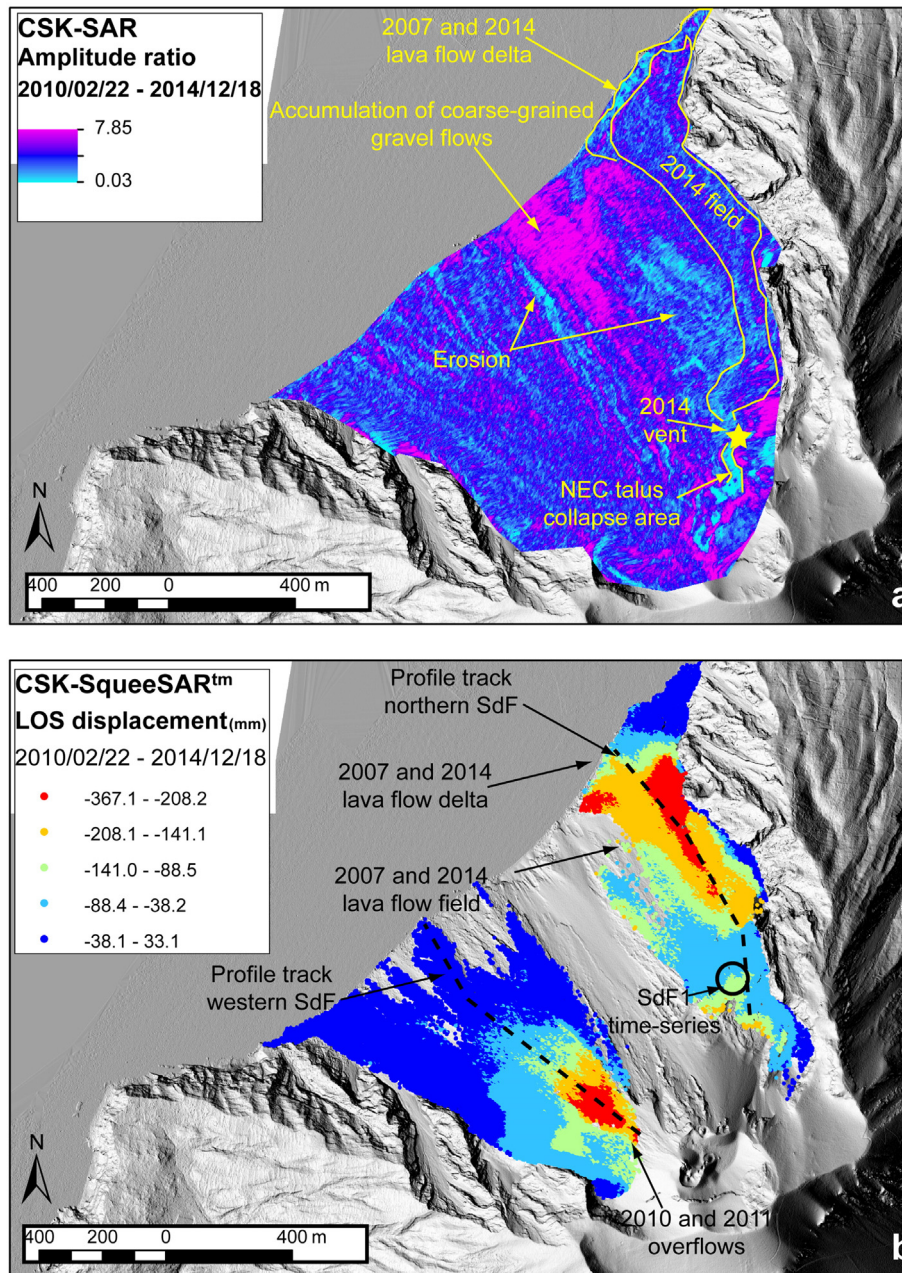 CSK-SAR
Amplitude ratio
2010/02/22 - 2014/12/18
7.85
0.03
2007 and 2014
lava flow delta
Accumulation of coarse-grained
gravel flows
2014 field
Erosion
2014
vent
NEC talus
collapse area
N
400 200 0 400 m
a
CSK-SqueeSAR™
LOS displacement(mm)
2010/02/22 - 2014/12/18
-367.1 - -208.2
-208.1 - -141.1
-141.0 - -88.5
-88.4 - -38.2
-38.1 - 33.1
Profile track
northern SdF
2007 and 2014
lava flow delta
2007 and 2014
lava flow field
Profile track
western SdF
SdF1
time-series
N
400 200 0 400 m
2010 and 2011
overflows
b